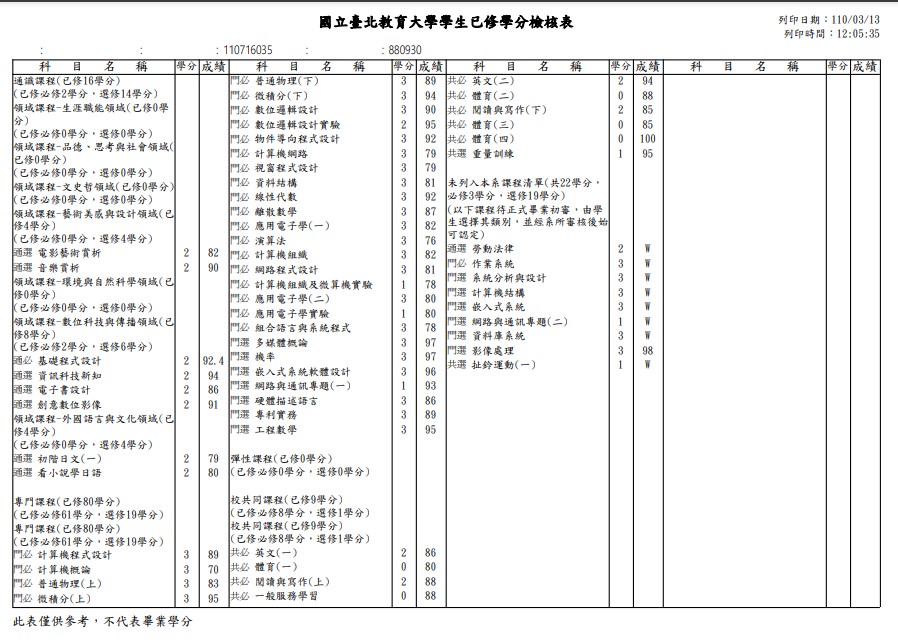 國立臺北教育大學學生已修學分檢核表
列印日期：110/03/13
列印時間：12:05:35
： ： ：110716035 ： ：880930
科 目 名 稱 學分 成績
通識課程(已修16學分)
(已修必修2學分，選修14學分)
領域課程-生涯職能領域(已修0學
分)
(已修必修0學分，選修0學分)
領域課程-品德、思考與社會領域(
已修0學分)
(已修必修0學分，選修0學分)
領域課程-文史哲領域(已修0學分)
(已修必修0學分，選修0學分)
領域課程-藝術美感與設計領域(已
修4學分)
(已修必修0學分，選修4學分)
通選 電影藝術賞析 2 82
通選 音樂賞析 2 90
領域課程-環境與自然科學領域(已
修0學分)
(已修必修0學分，選修0學分)
領域課程-數位科技與傳播領域(已
修8學分)
(已修必修2學分，選修6學分)
通必 基礎程式設計 2 92.4
通選 資訊科技新知 2 94
通選 電子書設計 2 86
通選 創意數位影像 2 91
領域課程-外國語言與文化領域(已
修4學分)
(已修必修0學分，選修4學分)
通選 初階日文(一) 2 79
通選 看小說學日語 2 80
專門課程(已修80學分)
(已修必修61學分，選修19學分)
專門課程(已修80學分)
(已修必修61學分，選修19學分)
門必 計算機程式設計 3 89
門必 計算機概論 3 70
門必 普通物理(上) 3 83
門必 微積分(上) 3 95
科 目 名 稱 學分 成績
門必 普通物理(下) 3 89
門必 微積分(下) 3 94
門必 數位邏輯設計 3 90
門必 數位邏輯設計實驗 2 95
門必 物件導向程式設計 3 92
門必 計算機網路 3 79
門必 視窗程式設計 3 79
門必 資料結構 3 81
門必 線性代數 3 92
門必 離散數學 3 87
門必 應用電子學(一) 3 82
門必 演算法 3 76
門必 計算機組織 3 82
門必 網路程式設計 3 81
門必 計算機組織及微算機實驗 1 78
門必 應用電子學(二) 3 80
門必 應用電子學實驗 1 80
門必 組合語言與系統程式 3 78
門選 多媒體概論 3 97
門選 機率 3 97
門選 嵌入式系統軟體設計 3 96
門選 網路與通訊專題(一) 1 93
門選 硬體描述語言 3 86
門選 專利實務 3 89
門選 工程數學 3 95
彈性課程(已修0學分)
(已修必修0學分，選修0學分)
校共同課程(已修9學分)
(已修必修8學分，選修1學分)
校共同課程(已修9學分)
(已修必修8學分，選修1學分)
共必 英文(一) 2 86
共必 體育(一) 0 80
共必 閱讀與寫作(上) 2 88
共必 一般服務學習 0 88
科 目 名 稱 學分 成績
共必 英文(二) 2 94
共必 體育(二) 0 88
共必 閱讀與寫作(下) 2 85
共必 體育(三) 0 85
共必 體育(四) 0 100
共選 重量訓練 1 95
未列入本系課程清單(共22學分，
必修3學分，選修19學分)
(以下課程待正式畢業初審，由學
生選擇其類別，並經系所審核後始
可認定)
通選 勞動法律 2 W
門必 作業系統 3 W
門選 系統分析與設計 3 W
門選 計算機結構 3 W
門選 嵌入式系統 3 W
門選 網路與通訊專題(二) 1 W
門選 資料庫系統 3 W
門選 影像處理 3 98
共選 扯鈴運動(一) 1 W
科 目 名 稱 學分 成績
此表僅供參考，不代表畢業學分